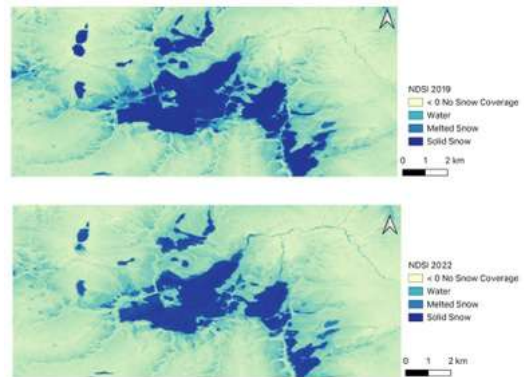 NDSI 2019
< 0 No Snow Coverage
Water
Melted Snow
Solid Snow
0 1 2 km
NDSI 2022
< 0 No Snow Coverage
Water
Melted Snow
Solid Snow
0 1 2 km